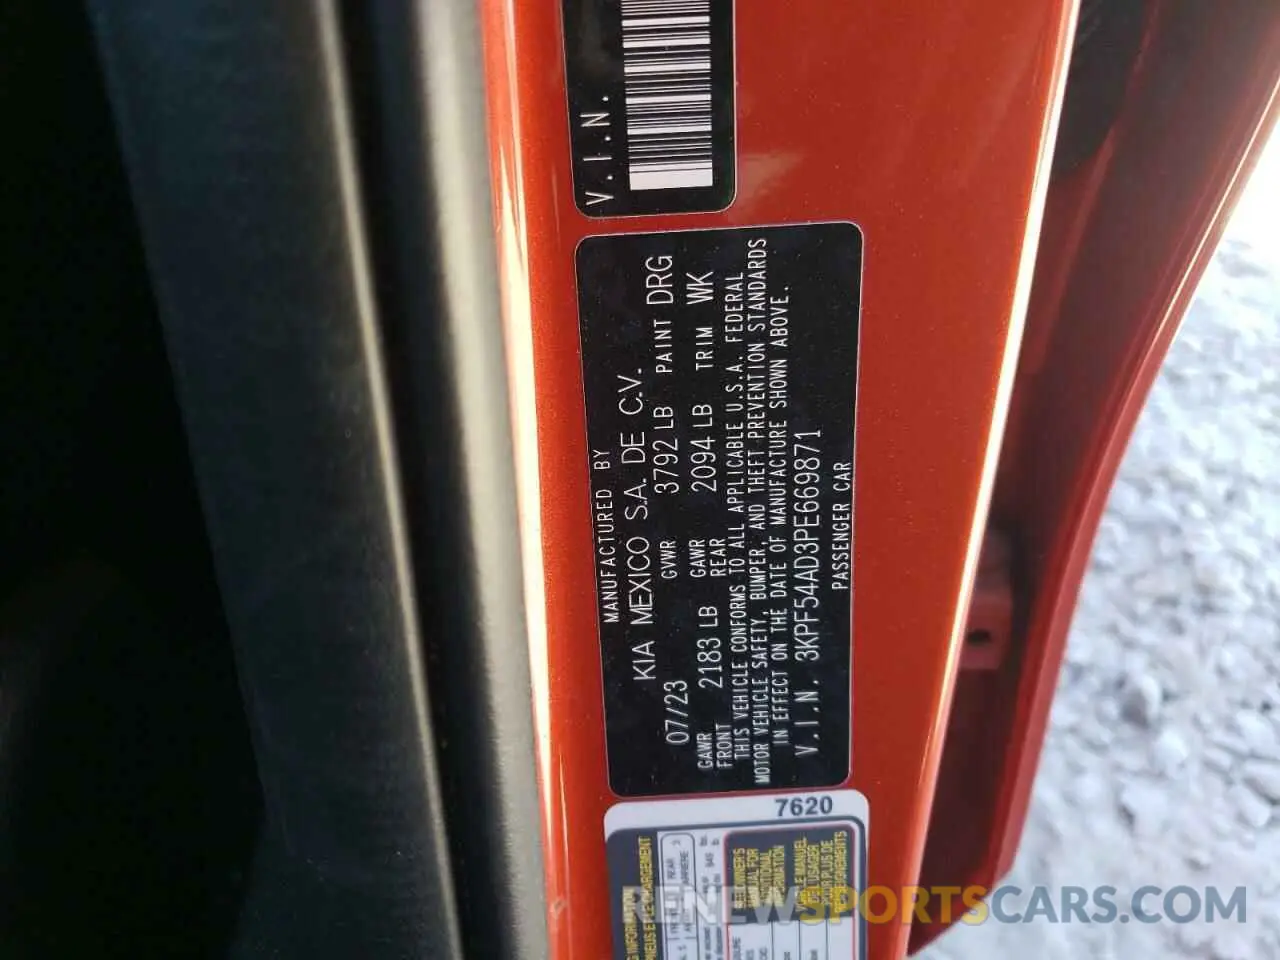 V.I.N.
MANUFACTURED BY
KIA MEXICO S.A. DE C.V.
07/23 GVWR 3792 LB PAINT DRG
GAWR FRONT 2183 LB GAWR REAR 2094 LB TRIM WK
THIS VEHICLE CONFORMS TO ALL APPLICABLE U.S.A. FEDERAL
MOTOR VEHICLE SAFETY, BUMPER, AND THEFT PREVENTION STANDARDS
IN EFFECT ON THE DATE OF MANUFACTURE SHOWN ABOVE.
V.I.N. 3KPF54AD3PE669871
PASSENGER CAR
7620
RENEWSPORTSCARS.COM